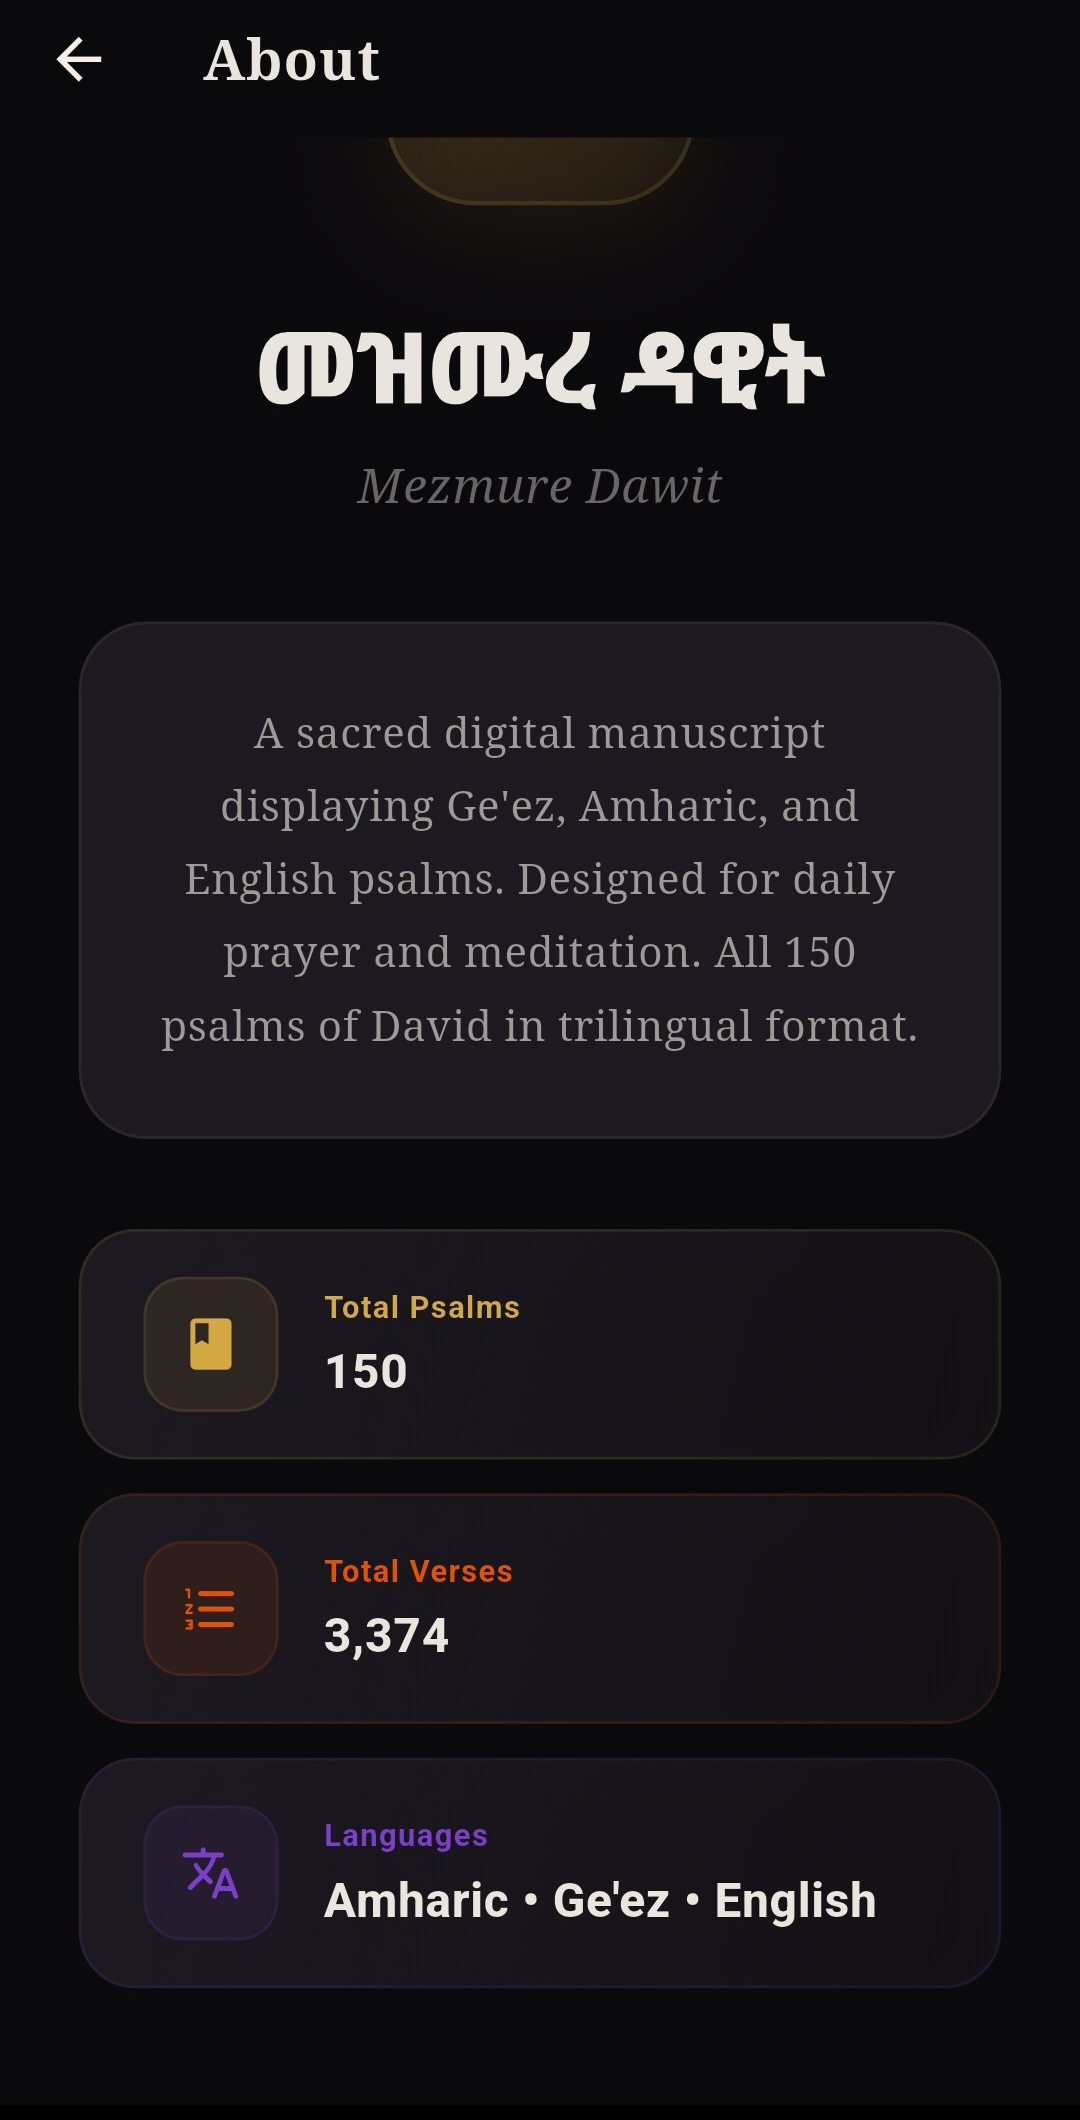 About
መዝሙረ ዳዊት
Mezmure Dawit
A sacred digital manuscript
displaying Ge'ez, Amharic, and
English psalms. Designed for daily
prayer and meditation. All 150
psalms of David in trilingual format.
Total Psalms
150
Total Verses
3,374
Languages
Amharic • Ge'ez • English